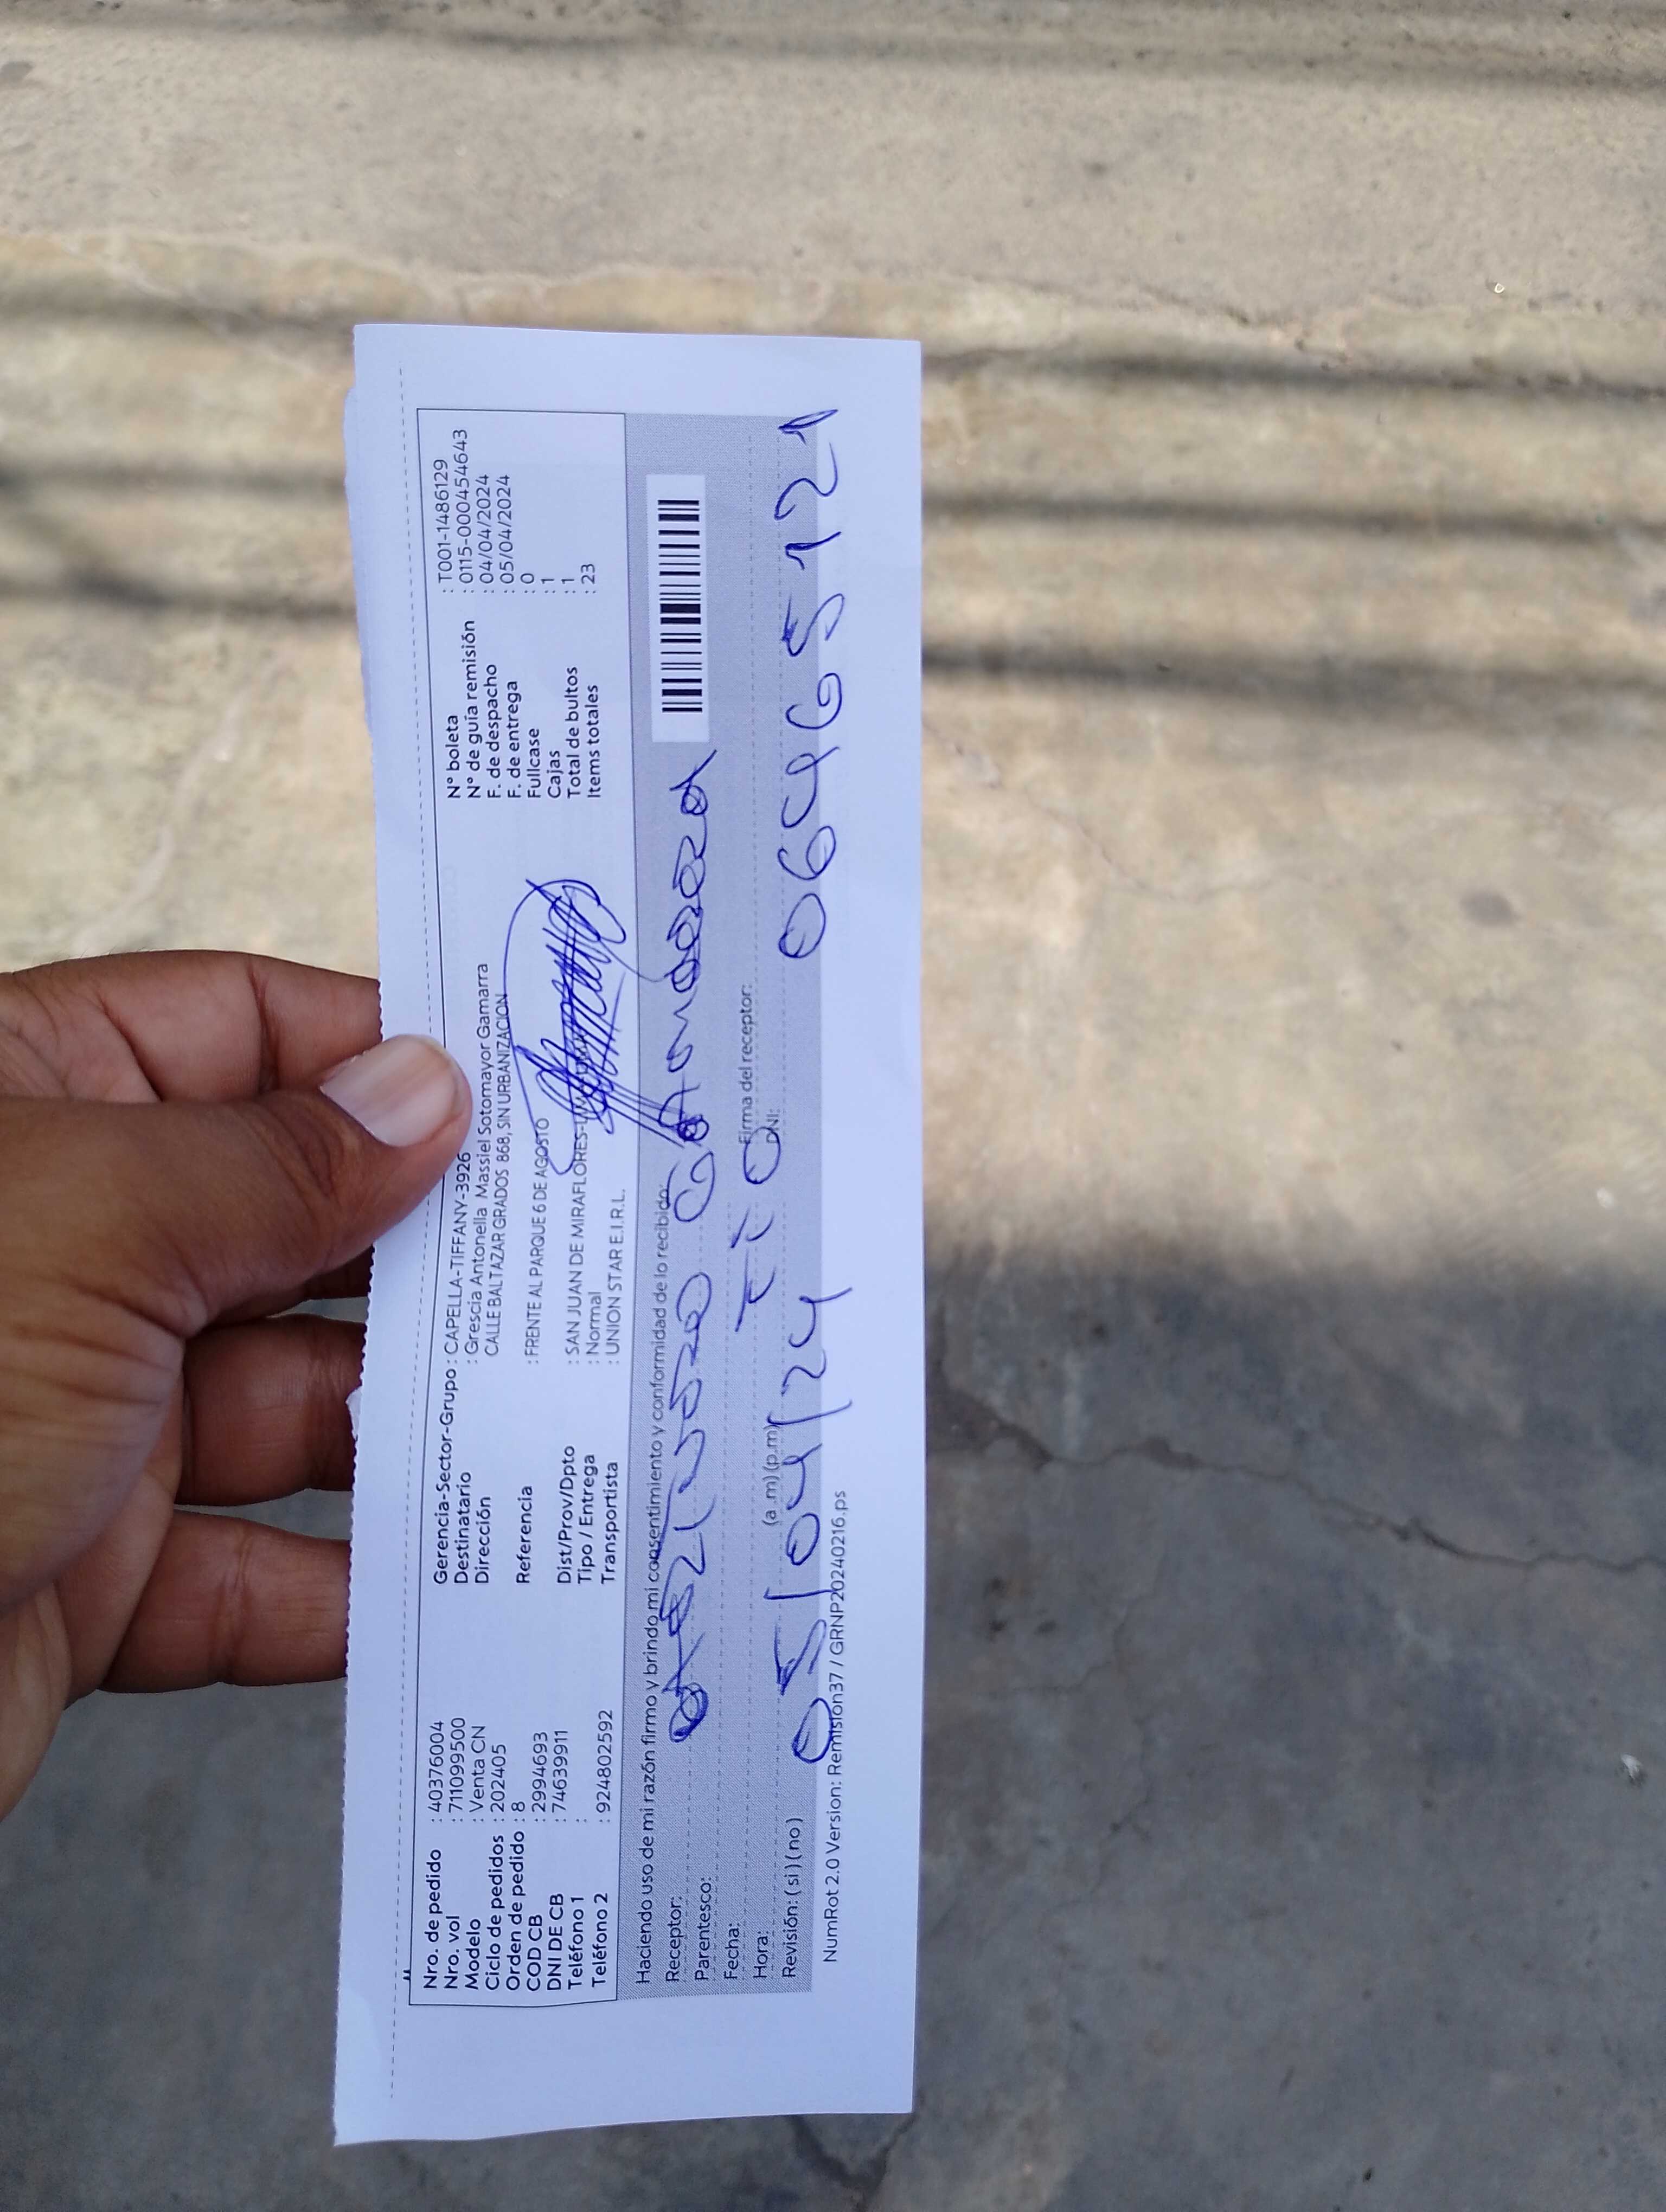 Nro. de pedido : 40376004
Nro. vol : 711099500
Modelo : Venta CN
Ciclo de pedidos : 202405
Orden de pedido : 8
COD CB : 2994693
DNI DE CB : 74639911
Teléfono 1 :
Teléfono 2 : 924802592
Gerencia-Sector-Grupo : CAPELLA-TIFFANY-3926
Destinatario : Grescia Antonella Massiel Sotomayor Gamarra
Dirección CALLE BALTAZAR GRADOS 868, SIN URBANIZACION
Referencia : FRENTE AL PARQUE 6 DE AGOSTO
Dist/Prov/Dpto : SAN JUAN DE MIRAFLORES-
Tipo / Entrega : Normal
Transportista : UNION STAR E.I.R.L.
N° boleta : T001-1486129
N° de guía remisión : 0115-0000454643
F. de despacho : 04/04/2024
F. de entrega : 05/04/2024
Fullcase : 0
Cajas : 1
Total de bultos : 1
Items totales : 23
Haciendo uso de mi razón firmo y brindo mi consentimiento y conformidad de lo recibido.
Receptor:
Parentesco:
Fecha: Firma del receptor:
Hora: (a.m) (p.m) DNI:
Revisión: (si) (no) 05/04/24 06465121
NumRot 2.0 Version: Remision37 / GRNP20240216.ps